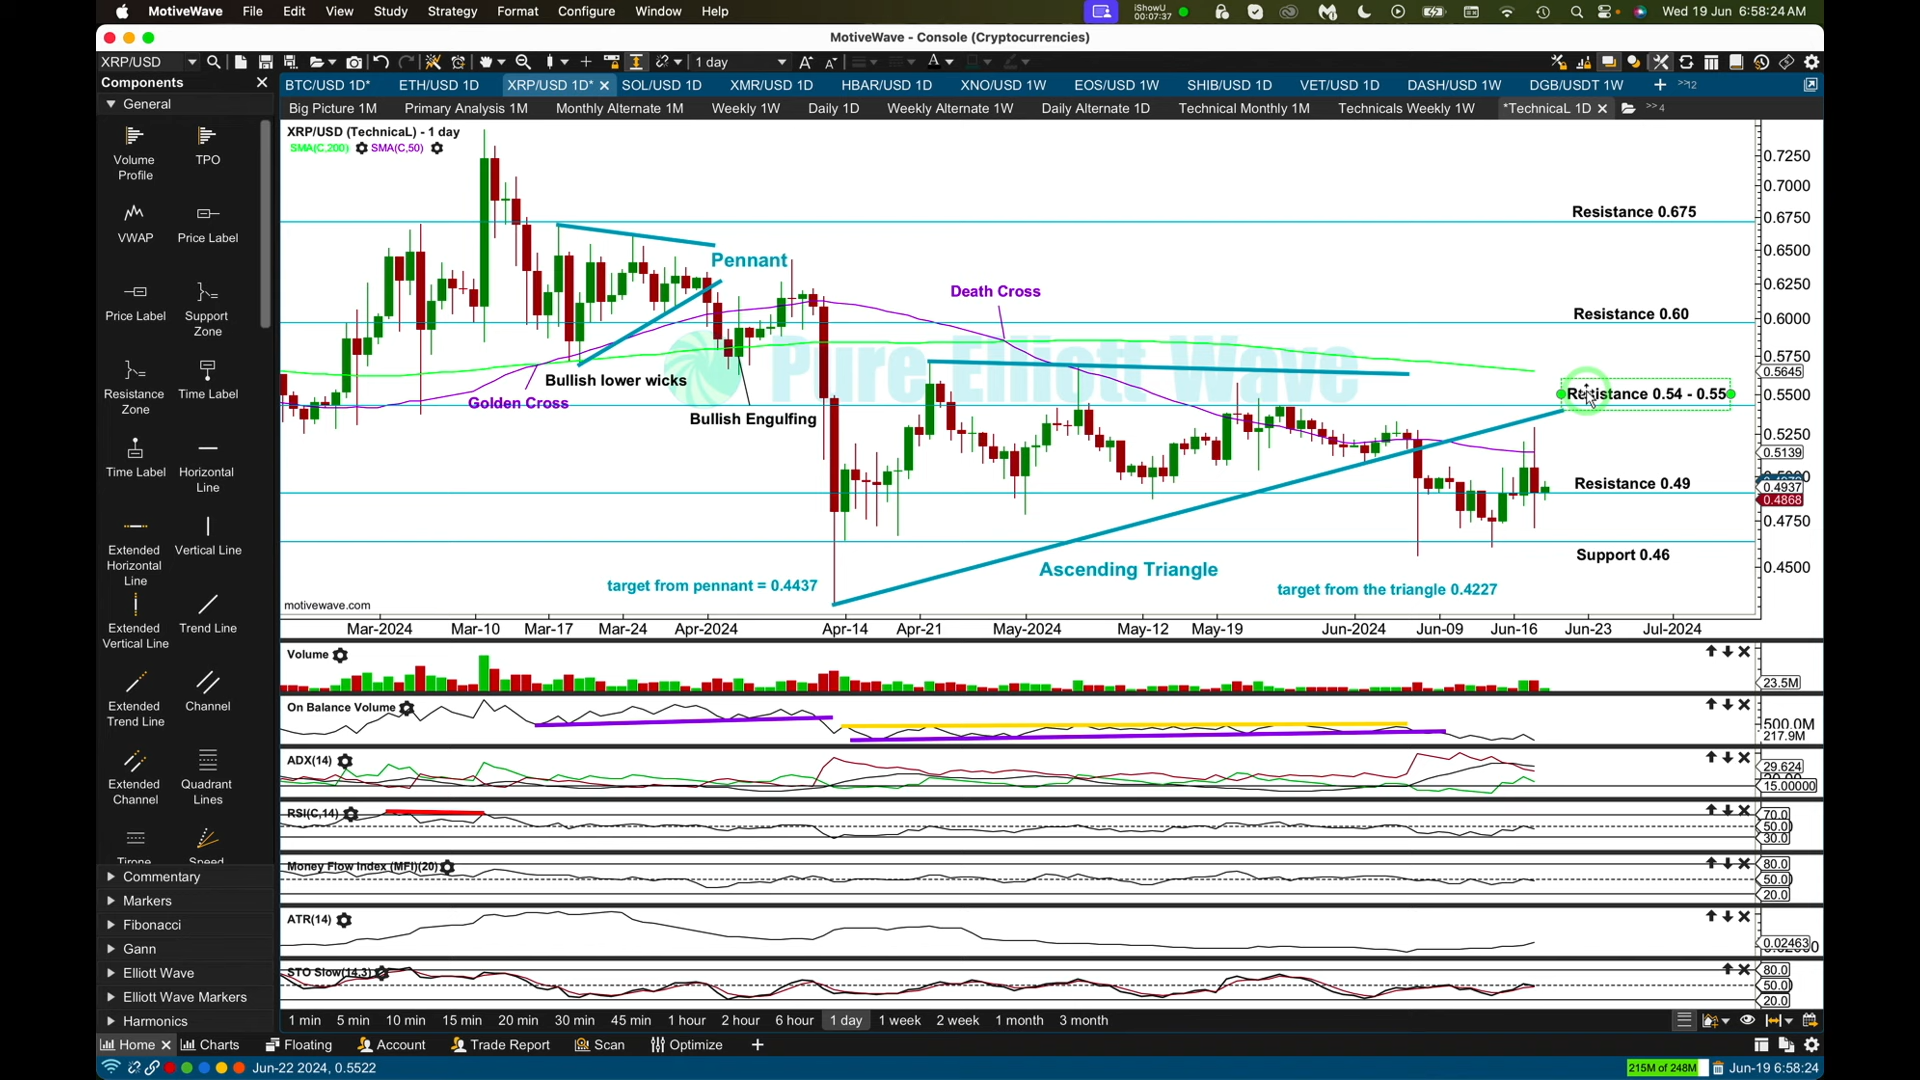 MotiveWave File Edit View Study Strategy Format Configure Window Help iShowU 00:07:37 Wed 19 Jun 6:58:24 AM
MotiveWave - Console (Cryptocurrencies)
XRP/USD 1 day
Components
BTC/USD 1D* ETH/USD 1D XRP/USD 1D* SOL/USD 1D XMR/USD 1D HBAR/USD 1D XNO/USD 1W EOS/USD 1W SHIB/USD 1D VET/USD 1D DASH/USD 1W DGB/USDT 1W >>12
General
Big Picture 1M Primary Analysis 1M Monthly Alternate 1M Weekly 1W Daily 1D Weekly Alternate 1W Daily Alternate 1D Technical Monthly 1M Technicals Weekly 1W *TechnicaL 1D >>4
Volume Profile
TPO
VWAP
Price Label
Price Label
Support Zone
Resistance Zone
Time Label
Time Label
Horizontal Line
Extended Horizontal Line
Vertical Line
Extended Vertical Line
Trend Line
Extended Trend Line
Channel
Extended Channel
Quadrant Lines
Tirone
Speed
Commentary
Markers
Fibonacci
Gann
Elliott Wave
Elliott Wave Markers
Harmonics
XRP/USD (TechnicaL) - 1 day
SMA(C,200) SMA(C,50)
Resistance 0.675
Pennant
Death Cross
Resistance 0.60
Pure Elliott Wave
Bullish lower wicks
Golden Cross
Bullish Engulfing
Resistance 0.54 - 0.55
Resistance 0.49
Support 0.46
Ascending Triangle
target from pennant = 0.4437
target from the triangle 0.4227
motivewave.com
0.7250
0.7000
0.6750
0.6500
0.6250
0.6000
0.5750
0.5645
0.5500
0.5250
0.5139
0.4937
0.4868
0.4750
0.4500
Mar-2024 Mar-10 Mar-17 Mar-24 Apr-2024 Apr-14 Apr-21 May-2024 May-12 May-19 Jun-2024 Jun-09 Jun-16 Jun-23 Jul-2024
Volume
23.5M
On Balance Volume
500.0M
217.9M
ADX(14)
29.624
15.00000
RSI(C,14)
70.0
50.0
30.0
Money Flow Index (MFI)(20)
80.0
50.0
20.0
ATR(14)
0.02463
STO Slow(14,3)
80.0
50.0
20.0
1 min 5 min 10 min 15 min 20 min 30 min 45 min 1 hour 2 hour 6 hour 1 day 1 week 2 week 1 month 3 month
Home Charts Floating Account Trade Report Scan Optimize
Jun-22 2024, 0.5522 215M of 248M Jun-19 6:58:24